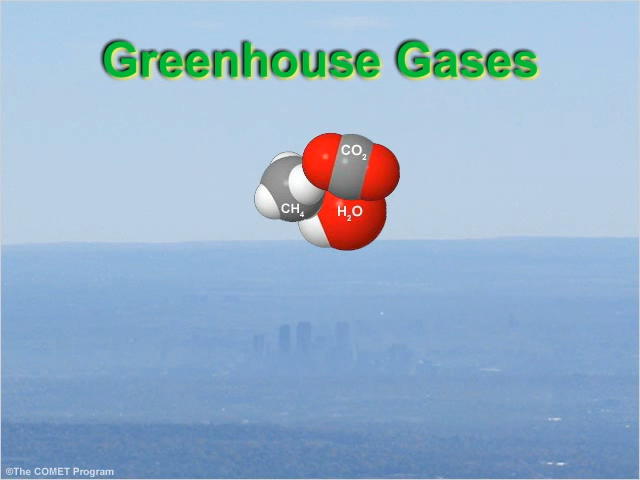 Greenhouse Gases
CO₂
CH₄
H₂O
©The COMET Program